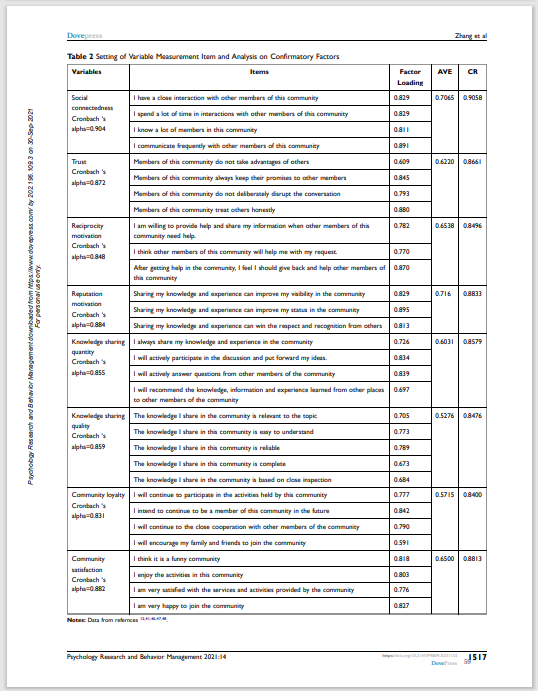 Dovepress
Zhang et al
Table 2 Setting of Variable Measurement Item and Analysis on Confirmatory Factors
Variables Items Factor Loading AVE CR
Social connectedness Cronbach 's alpha=0.904
I have a close interaction with other members of this community 0.829 0.7065 0.9058
I spend a lot of time in interactions with other members of this community 0.829
I know a lot of members in this community 0.811
I communicate frequently with other members of this community 0.891
Trust Cronbach 's alpha=0.872
Members of this community do not take advantages of others 0.609 0.6220 0.8661
Members of this community always keep their promises to other members 0.845
Members of this community do not deliberately disrupt the conversation 0.793
Members of this community treat others honestly 0.880
Reciprocity motivation Cronbach 's alpha=0.848
I am willing to provide help and share my information when other members of this
community need help. 0.782 0.6538 0.8496
I think other members of this community will help me with my request. 0.770
After getting help in the community, I feel I should give back and help other members of
this community 0.870
Reputation motivation Cronbach 's alpha=0.884
Sharing my knowledge and experience can improve my visibility in the community 0.829 0.716 0.8833
Sharing my knowledge and experience can improve my status in the community 0.895
Sharing my knowledge and experience can win the respect and recognition from others 0.813
Knowledge sharing quantity Cronbach 's alpha=0.855
I always share my knowledge and experience in the community 0.726 0.6031 0.8579
I will actively participate in the discussion and put forward my ideas. 0.834
I will actively answer questions from other members of the community 0.839
I will recommend the knowledge, information and experience learned from other places
to other members of the community 0.697
Knowledge sharing quality Cronbach 's alpha=0.859
The knowledge I share in the community is relevant to the topic 0.705 0.5276 0.8476
The knowledge I share in the community is easy to understand 0.773
The knowledge I share in the community is reliable 0.789
The knowledge I share in the community is complete 0.673
The knowledge I share in the community is based on close inspection 0.684
Community loyalty Cronbach 's alpha=0.831
I will continue to participate in the activities held by this community 0.777 0.5715 0.8400
I intend to continue to be a member of this community in the future 0.842
I will continue to the close cooperation with other members of the community 0.790
I will encourage my family and friends to join the community 0.591
Community satisfaction Cronbach 's alpha=0.882
I think it is a funny community 0.818 0.6500 0.8813
I enjoy the activities in this community 0.803
I am very satisfied with the services and activities provided by the community 0.776
I am very happy to join the community 0.827
Notes: Data from refernces
Psychology Research and Behavior Management 2021:14
1517
DovePress
Psychology Research and Behavior Management downloaded from https://www.dovepress.com/ by 202.196.109.3 on 30-Sep-2021
For personal use only.